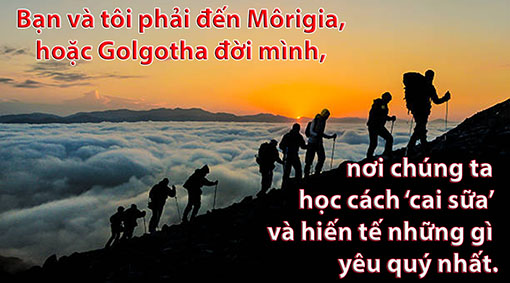 Bạn và tôi phải đến Môrigia,
hoặc Golgotha đời mình,
nơi chúng ta
học cách ‘cai sữa’
và hiến tế những gì
yêu quý nhất.